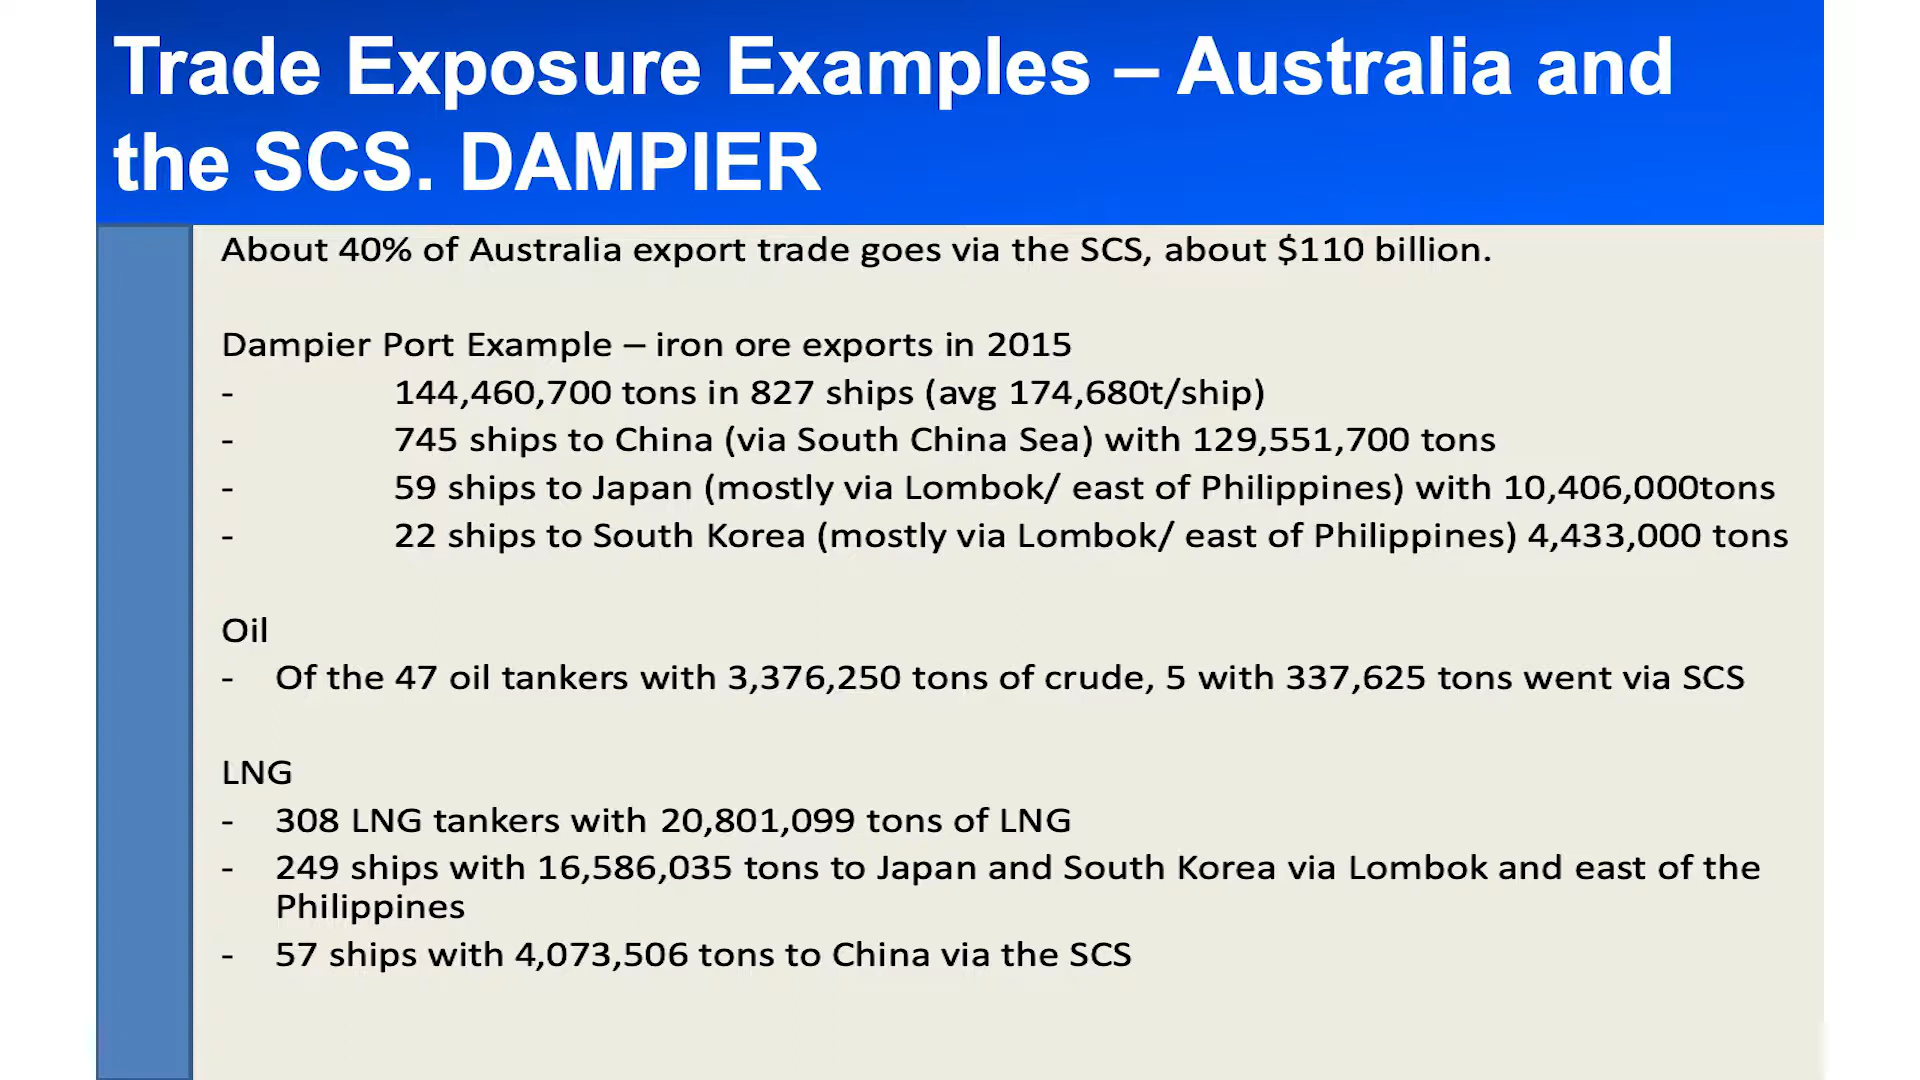 Trade Exposure Examples – Australia and
the SCS. DAMPIER
About 40% of Australia export trade goes via the SCS, about $110 billion.
Dampier Port Example – iron ore exports in 2015
- 144,460,700 tons in 827 ships (avg 174,680t/ship)
- 745 ships to China (via South China Sea) with 129,551,700 tons
- 59 ships to Japan (mostly via Lombok/ east of Philippines) with 10,406,000tons
- 22 ships to South Korea (mostly via Lombok/ east of Philippines) 4,433,000 tons
Oil
- Of the 47 oil tankers with 3,376,250 tons of crude, 5 with 337,625 tons went via SCS
LNG
- 308 LNG tankers with 20,801,099 tons of LNG
- 249 ships with 16,586,035 tons to Japan and South Korea via Lombok and east of the
Philippines
- 57 ships with 4,073,506 tons to China via the SCS